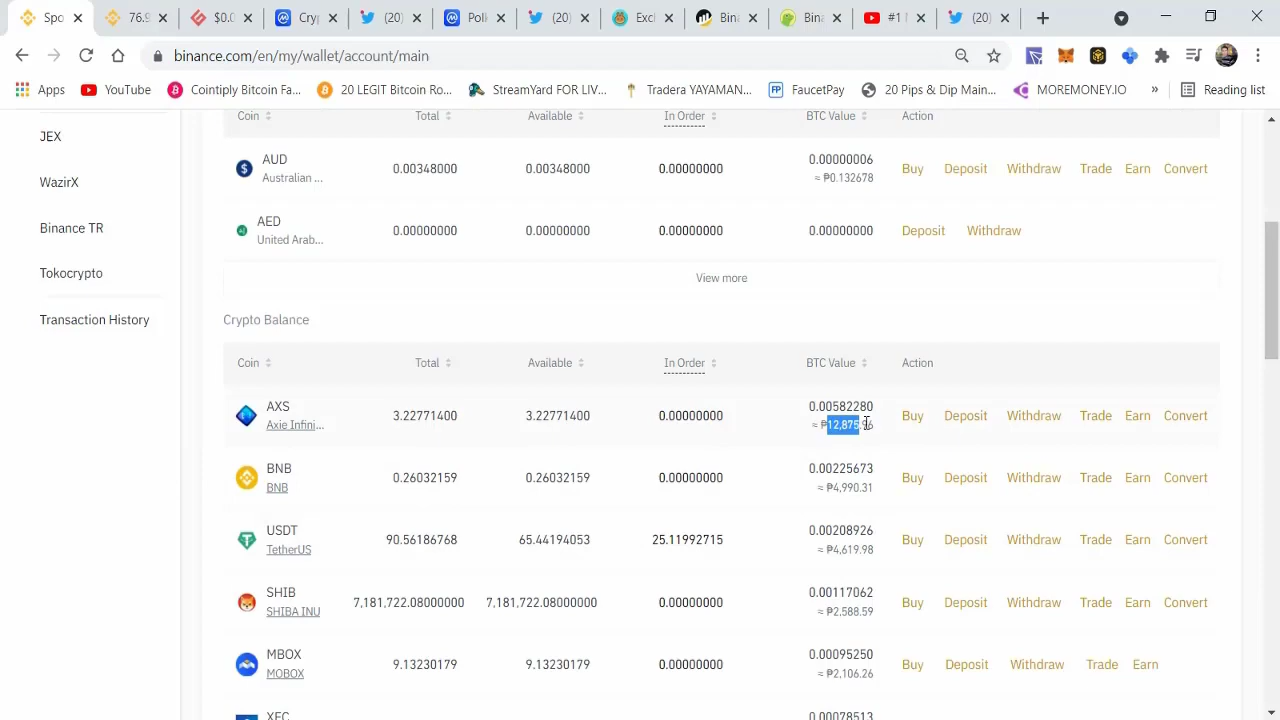 Spo
76.9
$0.0
Cryp
(20)
Polk
(20)
Excl
Bin
Bina
#1 I
(20)
binance.com/en/my/wallet/account/main
Apps
YouTube
Cointiply Bitcoin Fa...
20 LEGIT Bitcoin Ro...
StreamYard FOR LIV...
Tradera YAYAMAN...
FP
FaucetPay
20 Pips & Dip Main...
MOREMONEY.IO
»
Reading list
JEX
WazirX
Binance TR
Tokocrypto
Transaction History
Coin Total Available In Order BTC Value Action
AUD 0.00348000 0.00348000 0.00000000 0.00000006 Buy Deposit Withdraw Trade Earn Convert
Australian ... ≈ ₱0.132678
AED 0.00000000 0.00000000 0.00000000 0.00000000 Deposit Withdraw
United Arab...
View more
Crypto Balance
Coin Total Available In Order BTC Value Action
AXS 3.22771400 3.22771400 0.00000000 0.00582280 Buy Deposit Withdraw Trade Earn Convert
Axie Infini... ≈ ₱12,875.96
BNB 0.26032159 0.26032159 0.00000000 0.00225673 Buy Deposit Withdraw Trade Earn Convert
BNB ≈ ₱4,990.31
USDT 90.56186768 65.44194053 25.11992715 0.00208926 Buy Deposit Withdraw Trade Earn Convert
TetherUS ≈ ₱4,619.98
SHIB 7,181,722.08000000 7,181,722.08000000 0.00000000 0.00117062 Buy Deposit Withdraw Trade Earn Convert
SHIBA INU ≈ ₱2,588.59
MBOX 9.13230179 9.13230179 0.00000000 0.00095250 Buy Deposit Withdraw Trade Earn
MOBOX ≈ ₱2,106.26
XEC 0.00078513